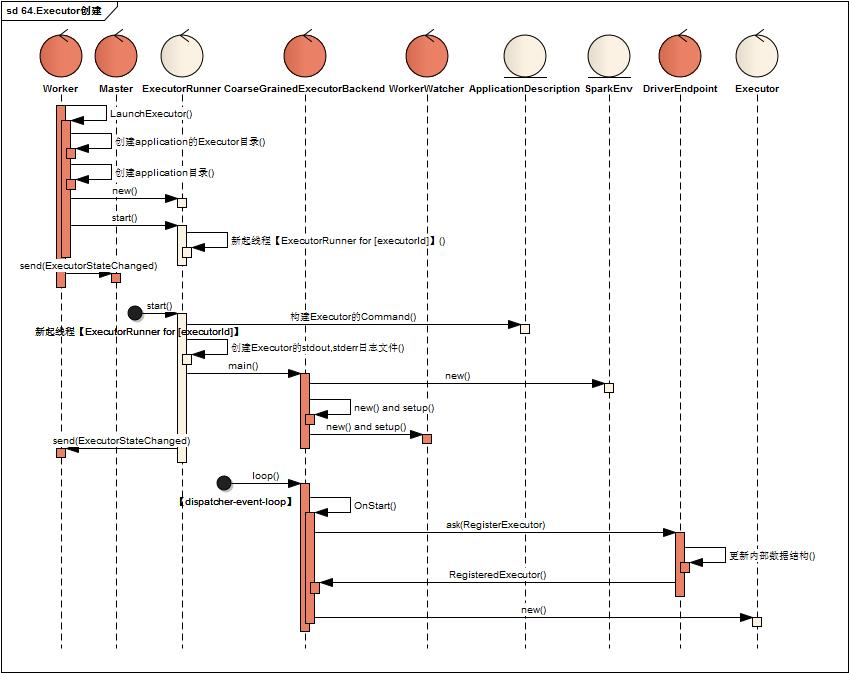 sd 64.Executor创建
Worker
Master
ExecutorRunner
CoarseGrainedExecutorBackend
WorkerWatcher
ApplicationDescription
SparkEnv
DriverEndpoint
Executor
LaunchExecutor()
创建application的Executor目录()
创建application目录()
new()
start()
新起线程【ExecutorRunner for [executorId]】()
send(ExecutorStateChanged)
start()
构建Executor的Command()
新起线程【ExecutorRunner for [executorId]】
创建Executor的stdout,stderr日志文件()
main()
new()
new() and setup()
new() and setup()
send(ExecutorStateChanged)
loop()
【dispatcher-event-loop】
OnStart()
ask(RegisterExecutor)
更新内部数据结构()
RegisteredExecutor()
new()